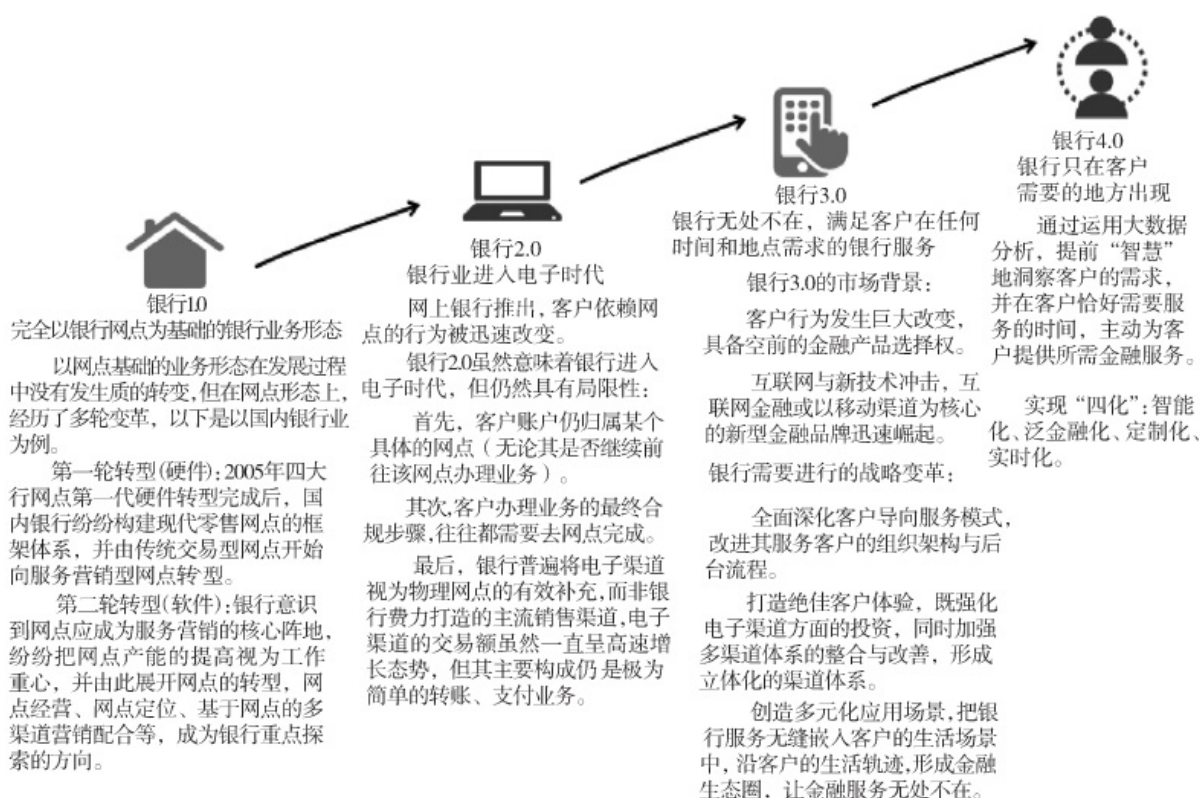 银行1.0
完全以银行网点为基础的银行业务形态
以网点基础的业务形态在发展过程
中没有发生质的转变,但在网点形态上,
经历了多轮变革，以下是以国内银行业
为例。
第一轮转型(硬件):2005年四大
行网点第一代硬件转型完成后，国
内银行纷纷构建现代零售网点的框
架体系，并由传统交易型网点开始
向服务营销型网点转型。
第二轮转型(软件):银行意识
到网点应成为服务营销的核心阵地,
纷纷把网点产能的提高视为工作
重心，并由此展开网点的转型，网
点经营、网点定位、基于网点的多
渠道营销配合等，成为银行重点探
索的方向。
银行2.0
银行业进入电子时代
网上银行推出，客户依赖网
点的行为被迅速改变。
银行2.0虽然意味着银行进入
电子时代，但仍然具有局限性：
首先，客户账户仍归属某个
具体的网点（无论其是否继续前
往该网点办理业务）。
其次,客户办理业务的最终合
规步骤,往往都需要去网点完成。
最后，银行普遍将电子渠道
视为物理网点的有效补充,而非银
行费力打造的主流销售渠道,电子
渠道的交易额虽然一直呈高速增
长态势，但其主要构成仍是极为
简单的转账、支付业务。
银行3.0
银行无处不在，满足客户在任何
时间和地点需求的银行服务
银行3.0的市场背景：
客户行为发生巨大改变，
具备空前的金融产品选择权。
互联网与新技术冲击，互
联网金融或以移动渠道为核心
的新型金融品牌迅速崛起。
银行需要进行的战略变革：
全面深化客户导向服务模式，
改进其服务客户的组织架构与后
台流程。
打造绝佳客户体验，既强化
电子渠道方面的投资，同时加强
多渠道体系的整合与改善，形成
立体化的渠道体系。
创造多元化应用场景,把银
行服务无缝嵌入客户的生活场景
中，沿客户的生活轨迹,形成金融
生态圈，让金融服务无处不在。
银行4.0
银行只在客户
需要的地方出现
通过运用大数据
分析，提前“智慧”
地洞察客户的需求，
并在客户恰好需要服
务的时间，主动为客
户提供所需金融服务。
实现“四化”:智能
化、泛金融化、定制化、
实时化。